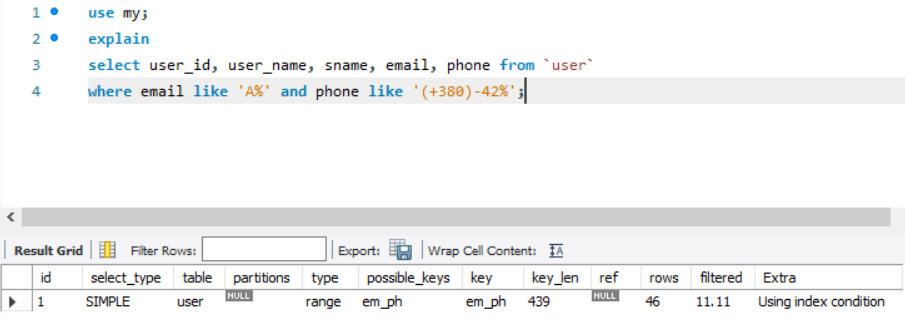 1 use my;
2 explain
3 select user_id, user_name, sname, email, phone from `user`
4 where email like 'A%' and phone like '(+380)-42%';
Result Grid Filter Rows: Export: Wrap Cell Content: IA
id select_type table partitions type possible_keys key key_len ref rows filtered Extra
1 SIMPLE user NULL range em_ph em_ph 439 NULL 46 11.11 Using index condition